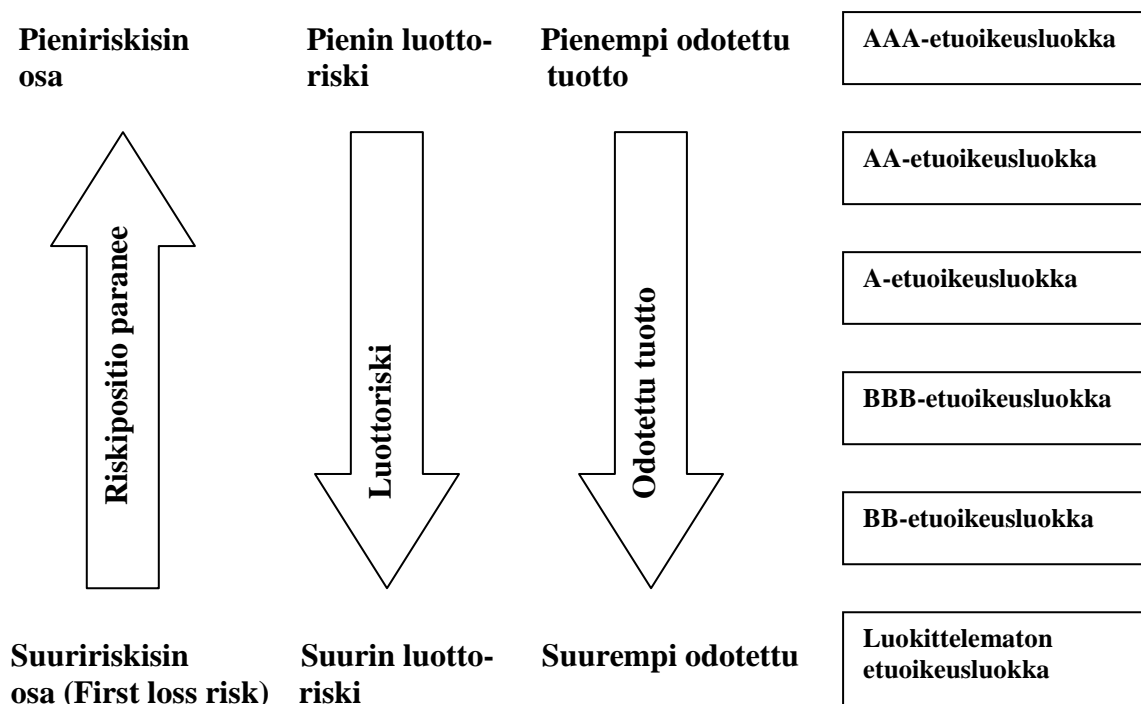 Pieniriskisin
osa
Pienin luotto-
riski
Pienempi odotettu
tuotto
AAA-etuoikeusluokka
AA-etuoikeusluokka
A-etuoikeusluokka
BBB-etuoikeusluokka
BB-etuoikeusluokka
Luokittelematon
etuoikeusluokka
Riskipositio paranee
Luottoriski
Odotettu tuotto
Suuririskisin
osa (First loss risk)
Suurin luotto-
riski
Suurempi odotettu